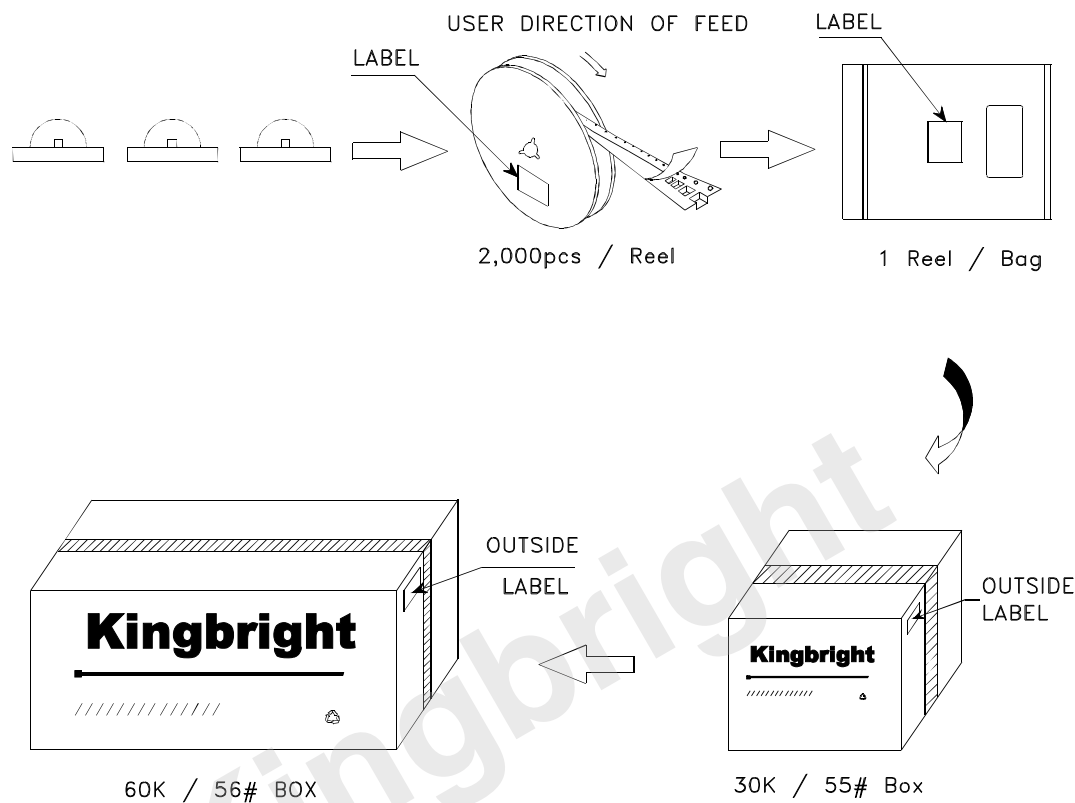 USER DIRECTION OF FEED
LABEL
LABEL
2,000pcs / Reel
1 Reel / Bag
OUTSIDE
LABEL
OUTSIDE
LABEL
Kingbright
Kingbright
60K / 56# BOX
30K / 55# Box
Kingbright